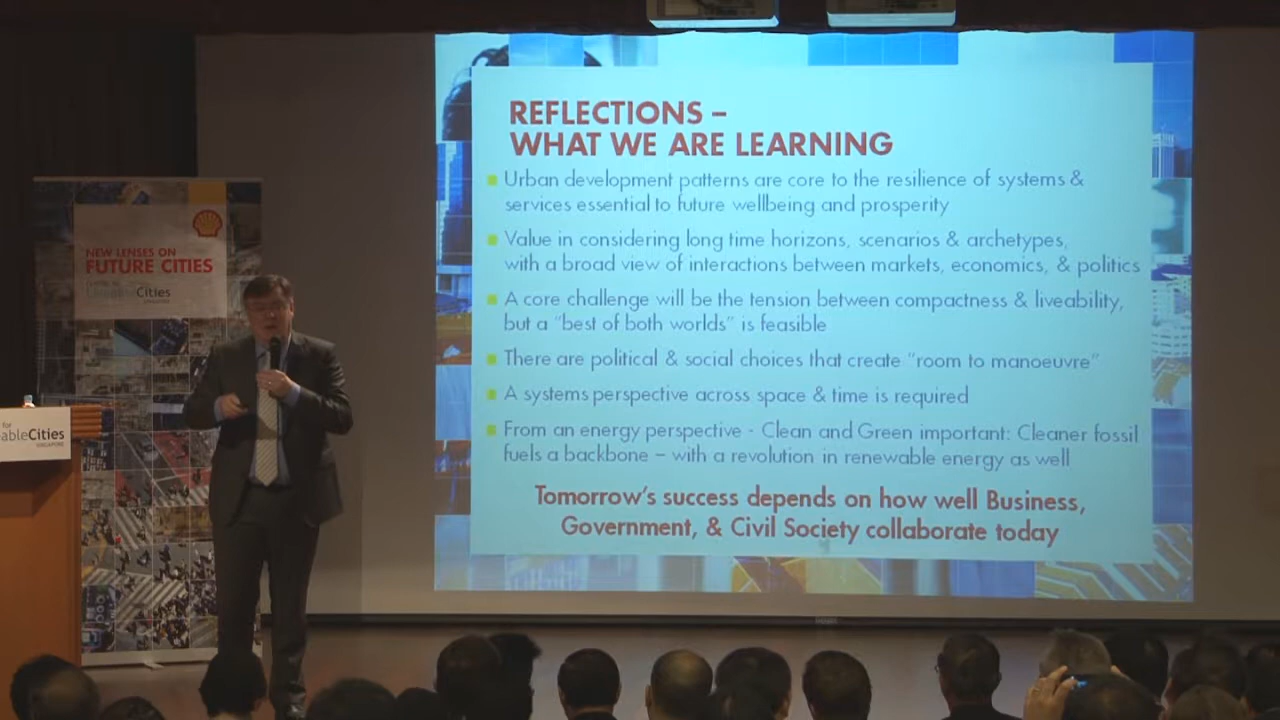 REFLECTIONS –
WHAT WE ARE LEARNING
Urban development patterns are core to the resilience of systems &
services essential to future wellbeing and prosperity
Value in considering long time horizons, scenarios & archetypes,
with a broad view of interactions between markets, economics, & politics
A core challenge will be the tension between compactness & liveability,
but a "best of both worlds" is feasible
There are political & social choices that create "room to manoeuvre"
A systems perspective across space & time is required
From an energy perspective - Clean and Green important: Cleaner fossil
fuels a backbone – with a revolution in renewable energy as well
Tomorrow's success depends on how well Business,
Government, & Civil Society collaborate today
NEW LENSES ON
FUTURE CITIES
Cities
for
ableCities
SINGAPORE